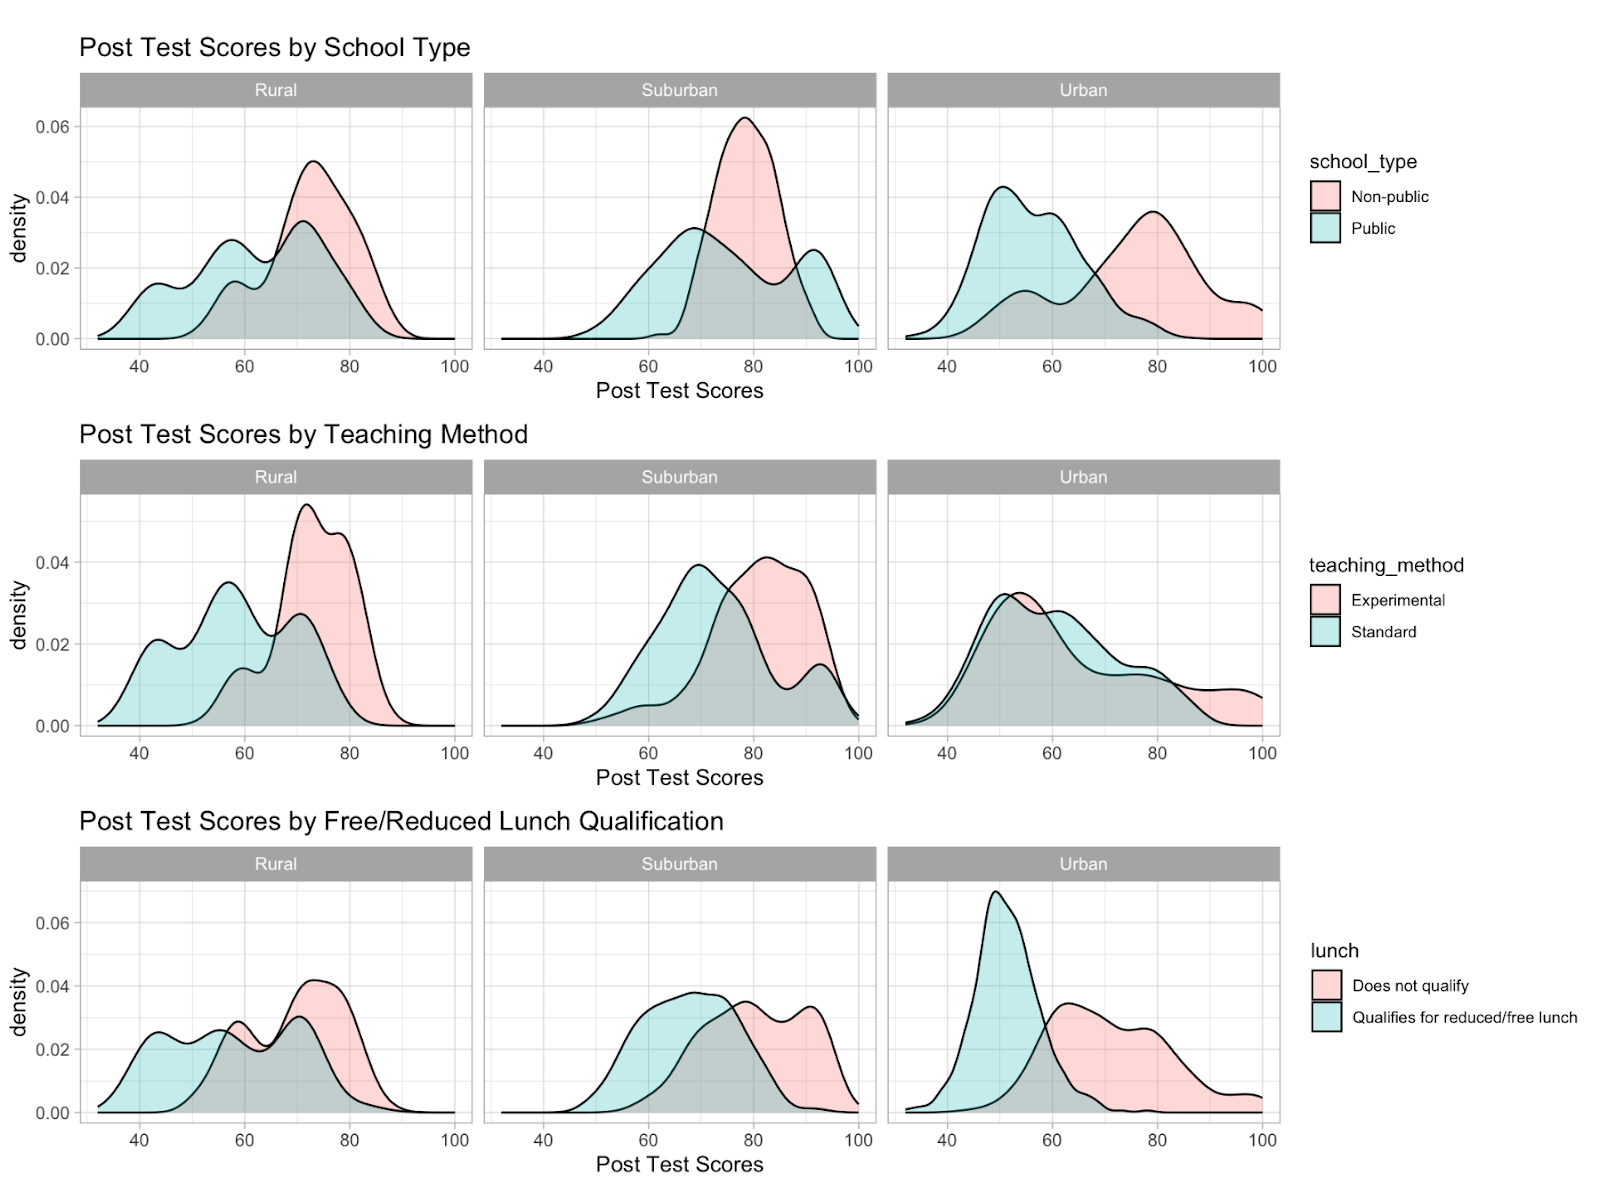 Post Test Scores by School Type
Rural Suburban Urban
0.06
0.04
0.02
0.00
density
40 60 80 100 40 60 80 100 40 60 80 100
Post Test Scores
school_type
Non-public
Public
Post Test Scores by Teaching Method
Rural Suburban Urban
0.04
0.02
0.00
density
40 60 80 100 40 60 80 100 40 60 80 100
Post Test Scores
teaching_method
Experimental
Standard
Post Test Scores by Free/Reduced Lunch Qualification
Rural Suburban Urban
0.06
0.04
0.02
0.00
density
40 60 80 100 40 60 80 100 40 60 80 100
Post Test Scores
lunch
Does not qualify
Qualifies for reduced/free lunch